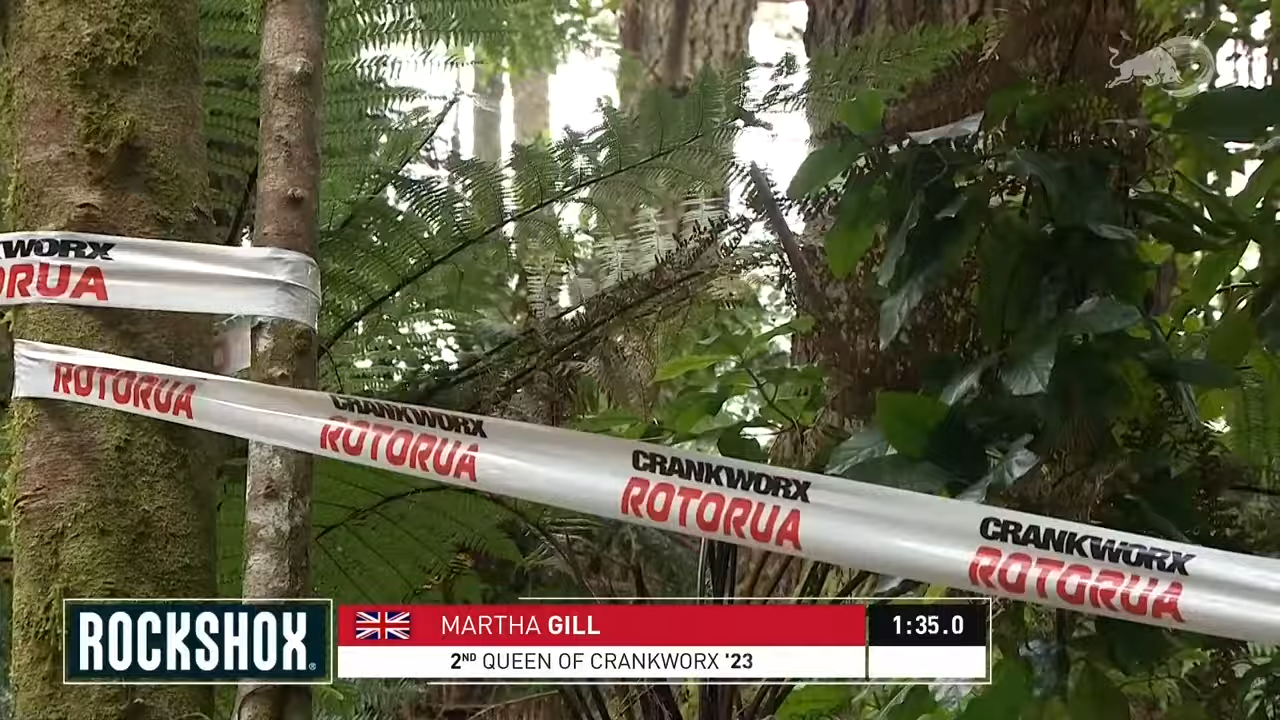 WORX
ORUA
ROTORUA
CRANKWORX
ROTORUA
CRANKWORX
ROTORUA
CRANKWORX
ROTORUA
ROCKSHOX
MARTHA GILL
1:35.0
2ND QUEEN OF CRANKWORX '23